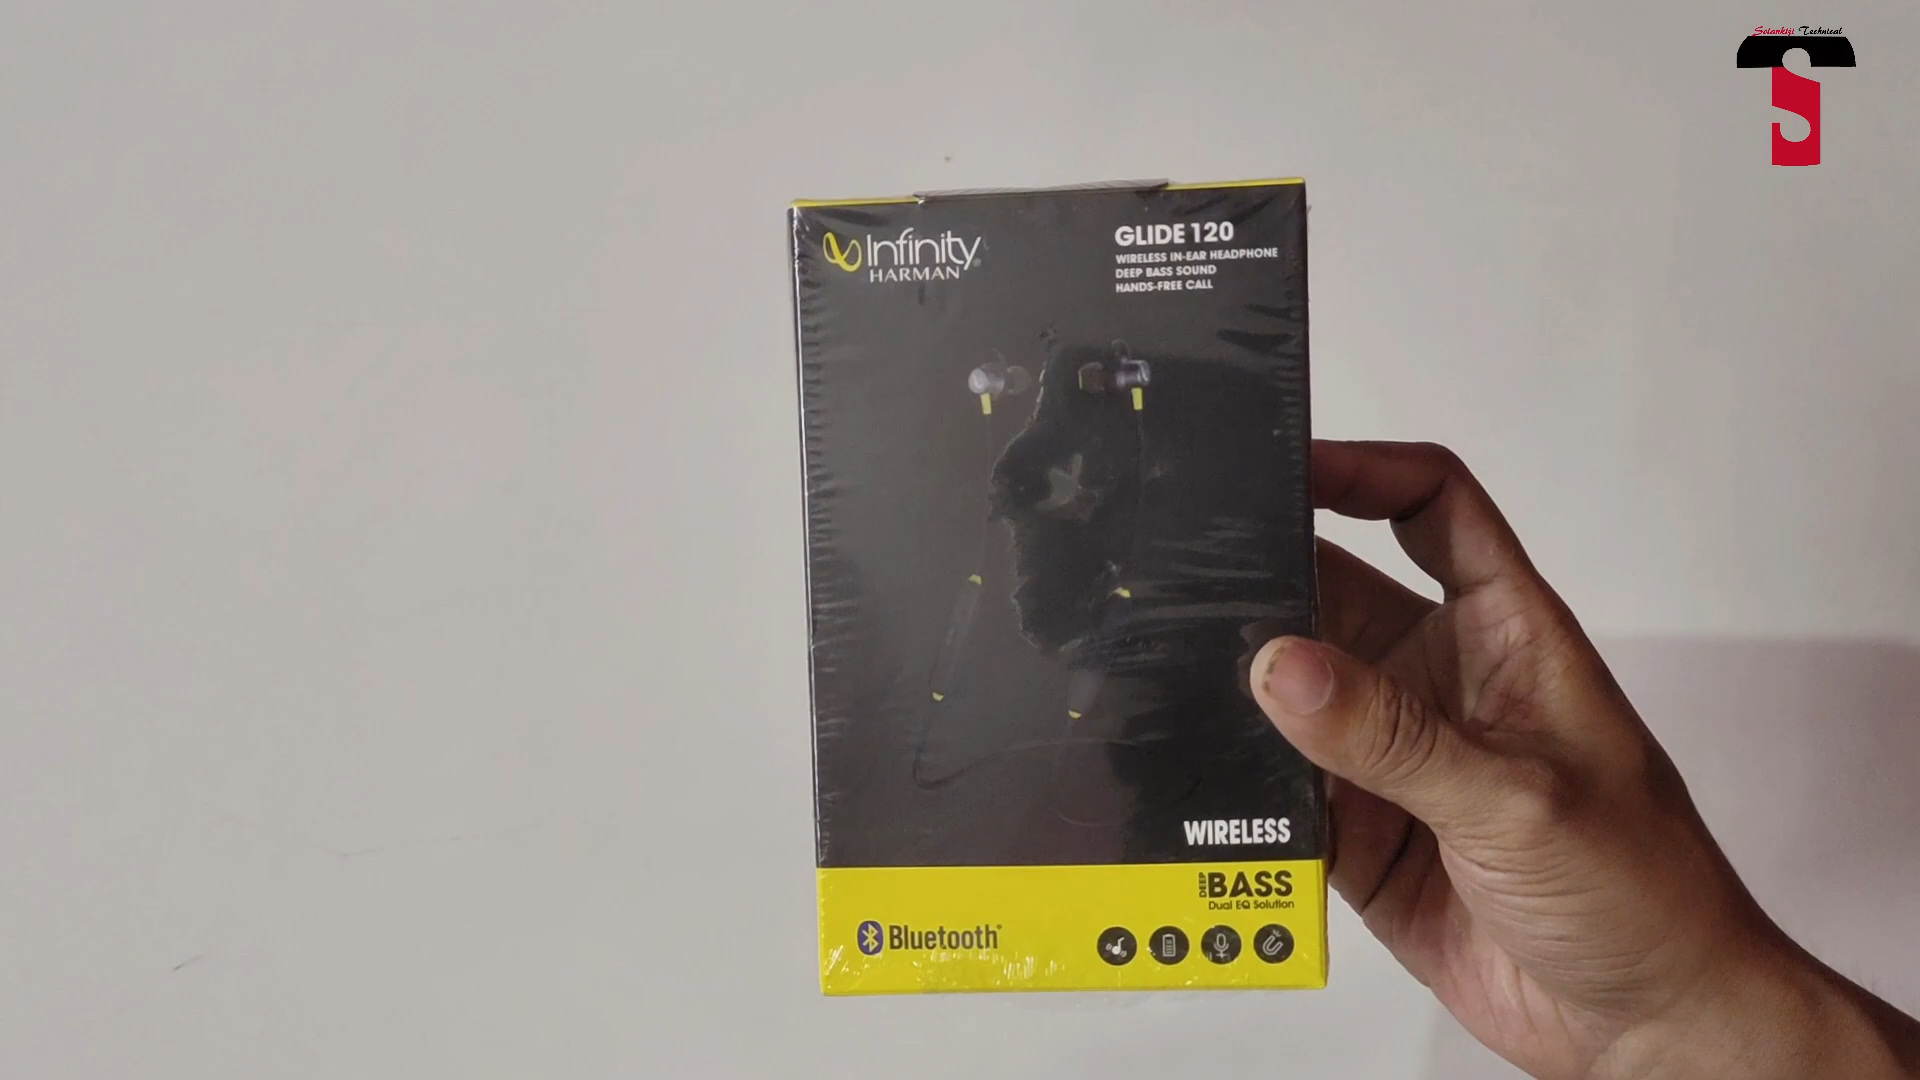 Solankiji Technical
Infinity
HARMAN
GLIDE 120
WIRELESS IN-EAR HEADPHONE
DEEP BASS SOUND
HANDS-FREE CALL
WIRELESS
DEEP BASS
Dual EQ Solution
Bluetooth®